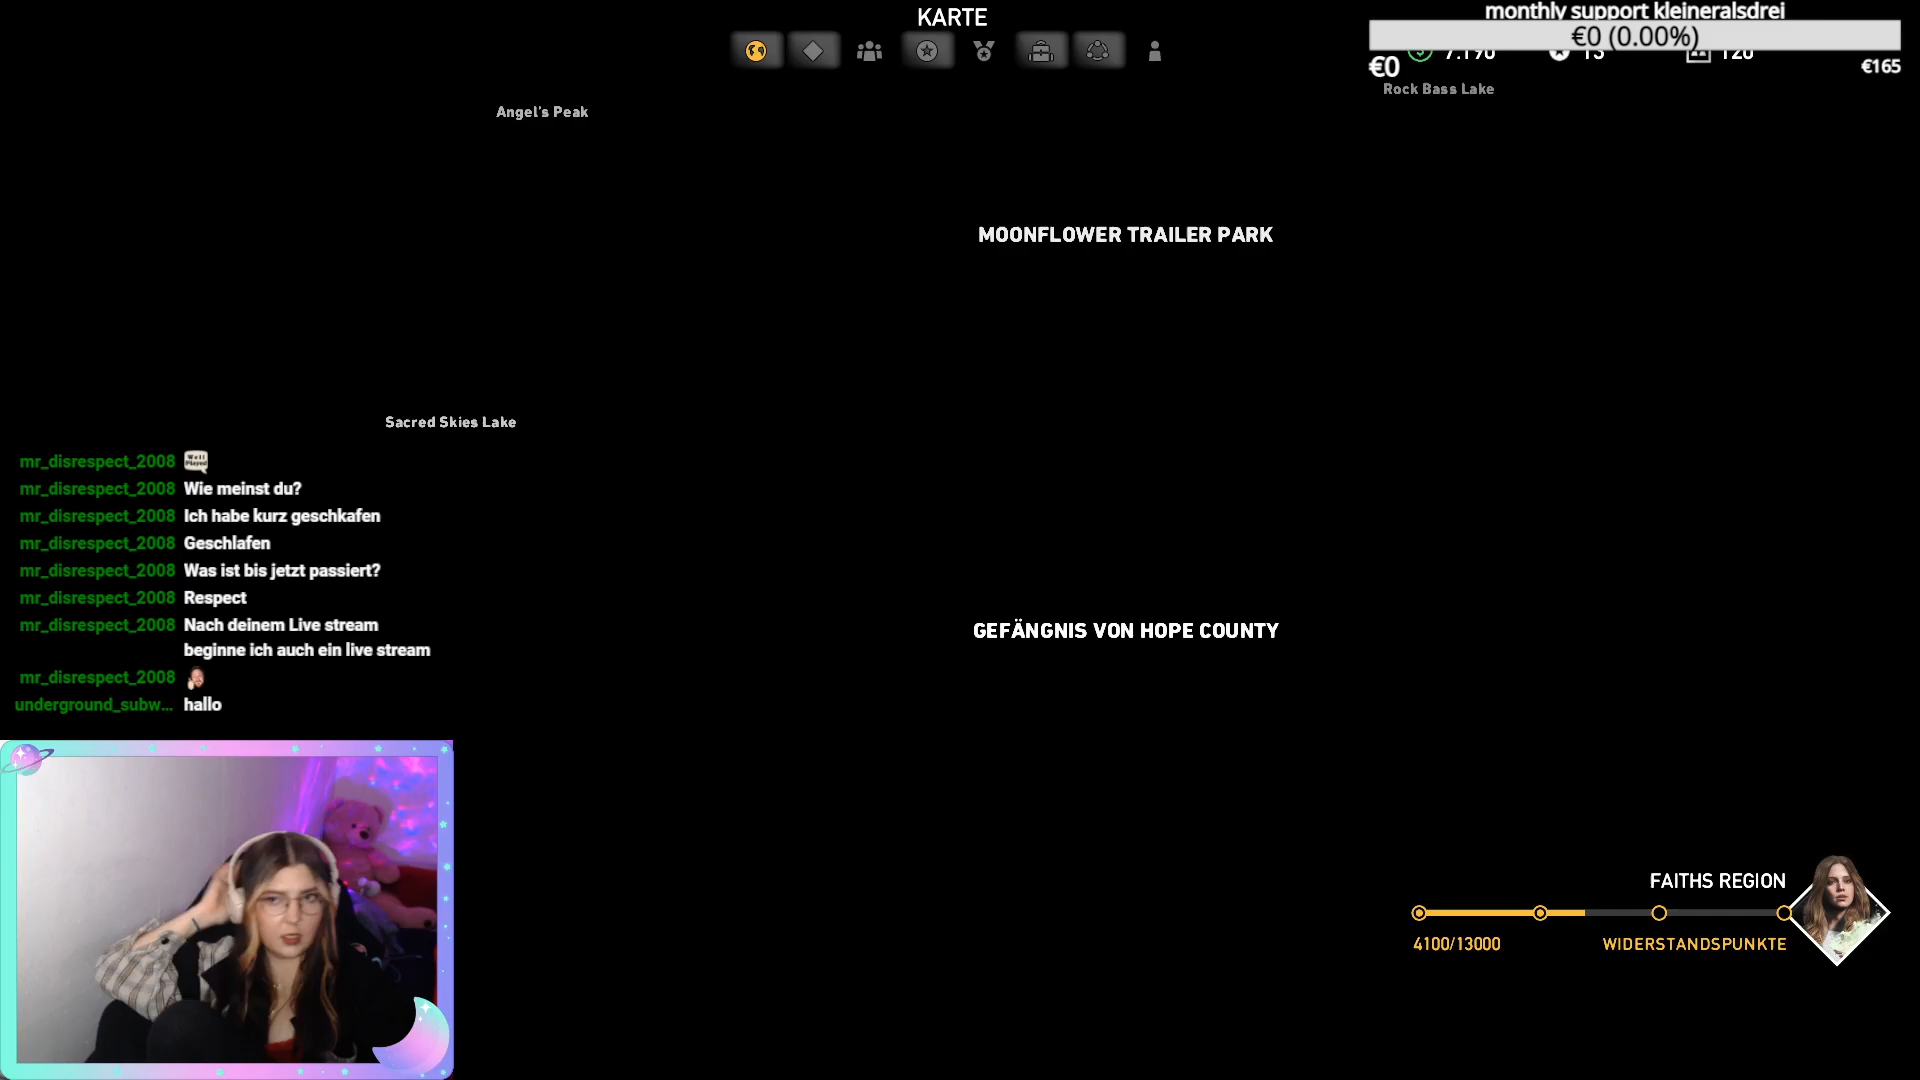 KARTE
monthly support kleineralsdrei
€0 (0.00%)
€0
€165
Rock Bass Lake
Angel's Peak
MOONFLOWER TRAILER PARK
Sacred Skies Lake
mr_disrespect_2008 Well Played
mr_disrespect_2008 Wie meinst du?
mr_disrespect_2008 Ich habe kurz geschkafen
mr_disrespect_2008 Geschlafen
mr_disrespect_2008 Was ist bis jetzt passiert?
mr_disrespect_2008 Respect
mr_disrespect_2008 Nach deinem Live stream
beginne ich auch ein live stream
mr_disrespect_2008
underground_subw... hallo
GEFÄNGNIS VON HOPE COUNTY
FAITHS REGION
4100/13000
WIDERSTANDSPUNKTE